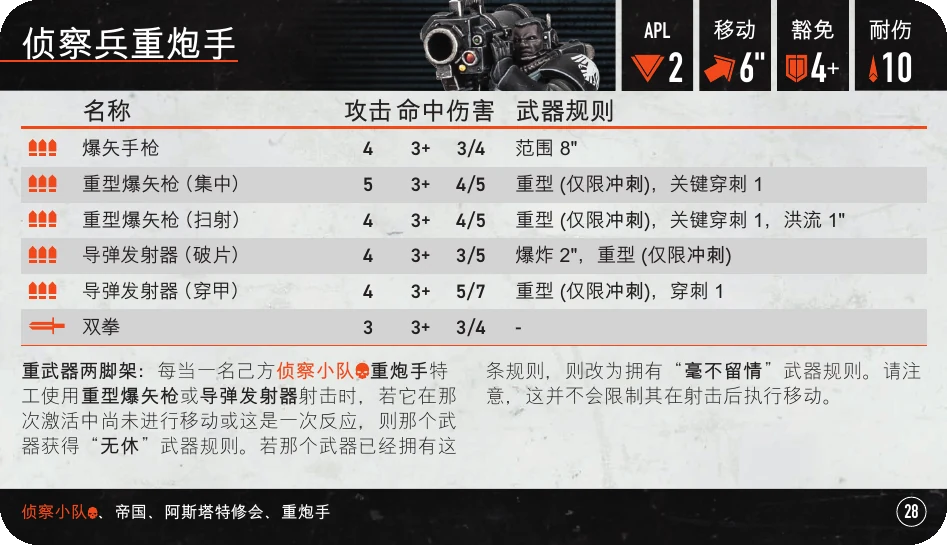 侦察兵重炮手
APL 移动 豁免 耐伤
2 6" 4+ 10
名称 攻击 命中 伤害 武器规则
爆矢手枪 4 3+ 3/4 范围 8"
重型爆矢枪（集中） 5 3+ 4/5 重型 (仅限冲刺)，关键穿刺 1
重型爆矢枪（扫射） 4 3+ 4/5 重型 (仅限冲刺)，关键穿刺 1，洪流 1"
导弹发射器（破片） 4 3+ 3/5 爆炸 2"，重型 (仅限冲刺)
导弹发射器（穿甲） 4 3+ 5/7 重型 (仅限冲刺)，穿刺 1
双拳 3 3+ 3/4 -
重武器两脚架：每当一名己方侦察小队重炮手特
工使用重型爆矢枪或导弹发射器射击时，若它在那
次激活中尚未进行移动或这是一次反应，则那个武
器获得“无休”武器规则。若那个武器已经拥有这
条规则，则改为拥有“毫不留情”武器规则。请注
意，这并不会限制其在射击后执行移动。
侦察小队、帝国、阿斯塔特修会、重炮手
28